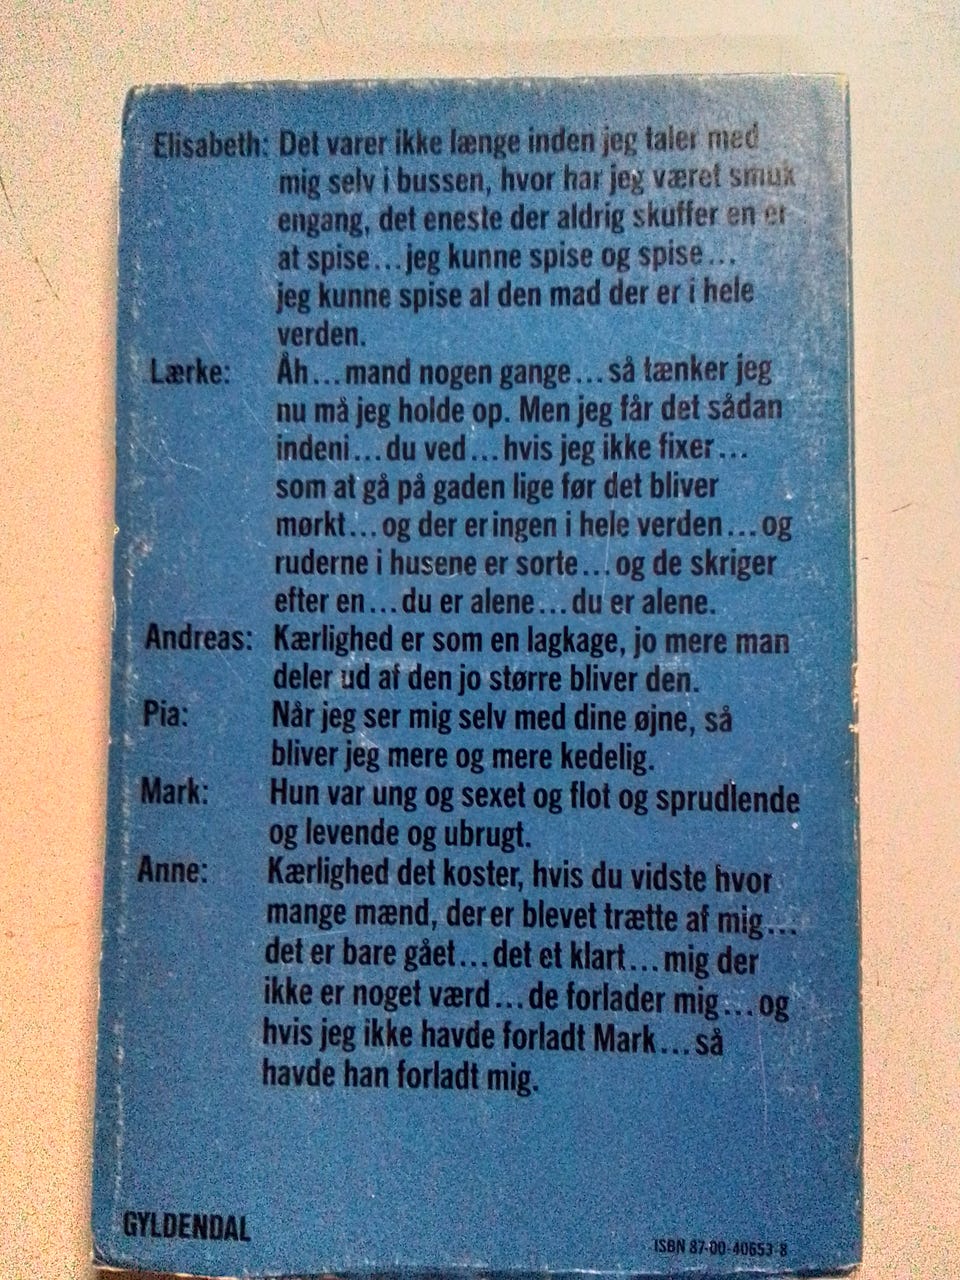 Elisabeth: Det varer ikke længe inden jeg taler med
mig selv i bussen, hvor har jeg været smuk
engang, det eneste der aldrig skuffer en er
at spise...jeg kunne spise og spise...
jeg kunne spise al den mad der er i hele
verden.
Lærke: Åh...mand nogen gange...så tænker jeg
nu må jeg holde op. Men jeg får det sådan
indeni...du ved...hvis jeg ikke fixer...
som at gå på gaden lige før det bliver
mørkt...og der er ingen i hele verden...og
ruderne i husene er sorte...og de skriger
efter en...du er alene...du er alene.
Andreas: Kærlighed er som en lagkage, jo mere man
deler ud af den jo større bliver den.
Pia: Når jeg ser mig selv med dine øjne, så
bliver jeg mere og mere kedelig.
Mark: Hun var ung og sexet og flot og sprudlende
og levende og ubrugt.
Anne: Kærlighed det koster, hvis du vidste hvor
mange mænd, der er blevet trætte af mig...
det er bare gået...det et klart...mig der
ikke er noget værd...de forlader mig...og
hvis jeg ikke havde forladt Mark...så
havde han forladt mig.
GYLDENDAL
ISBN 87-00-40653-8